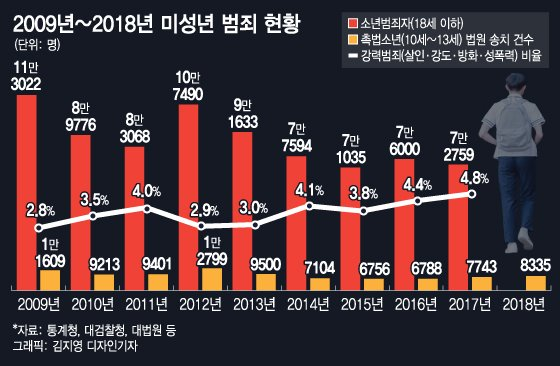 2009년~2018년 미성년 범죄 현황
(단위: 명)
소년범죄자(18세 이하)
촉법소년(10세~13세) 법원 송치 건수
강력범죄(살인·강도·방화·성폭력) 비율
11만
3022
8만
9776
8만
3068
10만
7490
9만
1633
7만
7594
7만
1035
7만
6000
7만
2759
2.8%
3.5%
4.0%
2.9%
3.0%
4.1%
3.8%
4.4%
4.8%
1만
1609
9213
9401
1만
2799
9500
7104
6756
6788
7743
8335
2009년
2010년
2011년
2012년
2013년
2014년
2015년
2016년
2017년
2018년
*자료: 통계청, 대검찰청, 대법원 등
그래픽: 김지영 디자인기자